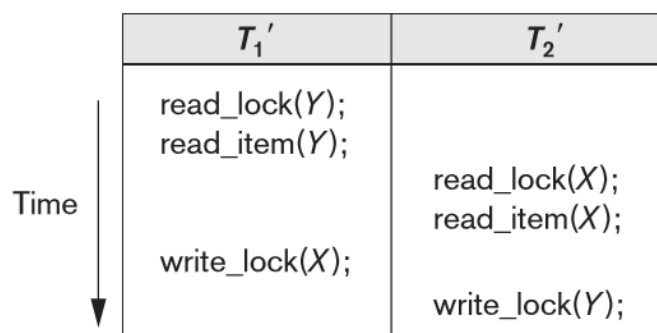 T₁′ T₂′
read_lock(Y);
read_item(Y);
read_lock(X);
read_item(X);
Time
write_lock(X);
write_lock(Y);